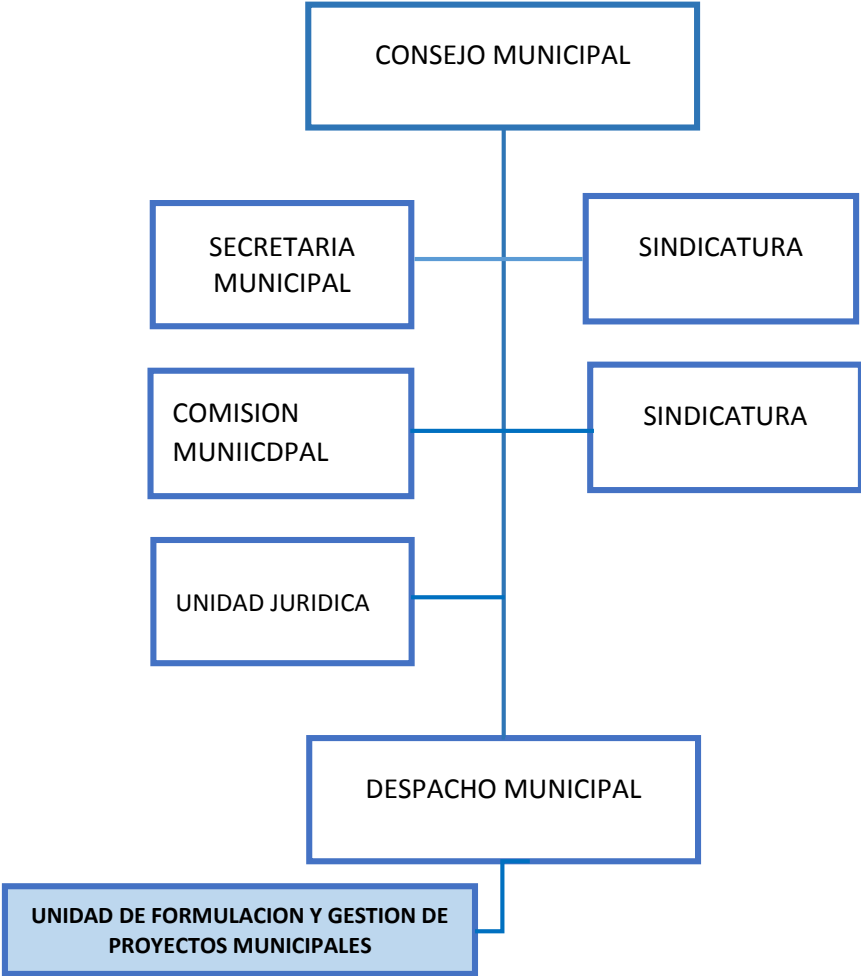 CONSEJO MUNICIPAL
SECRETARIA
MUNICIPAL
SINDICATURA
COMISION
MUNIICDPAL
SINDICATURA
UNIDAD JURIDICA
DESPACHO MUNICIPAL
UNIDAD DE FORMULACION Y GESTION DE
PROYECTOS MUNICIPALES